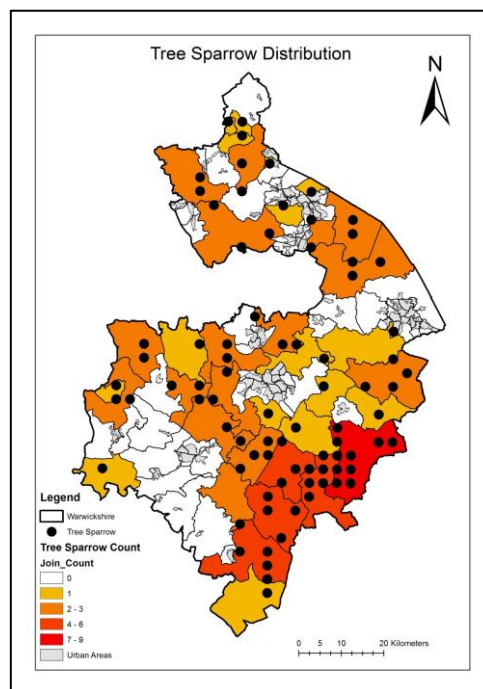 Tree Sparrow Distribution
N
Legend
Warwickshire
Tree Sparrow
Tree Sparrow Count
Join_Count
0
1
2 - 3
4 - 6
7 - 9
Urban Areas
0 5 10 20 Kilometers